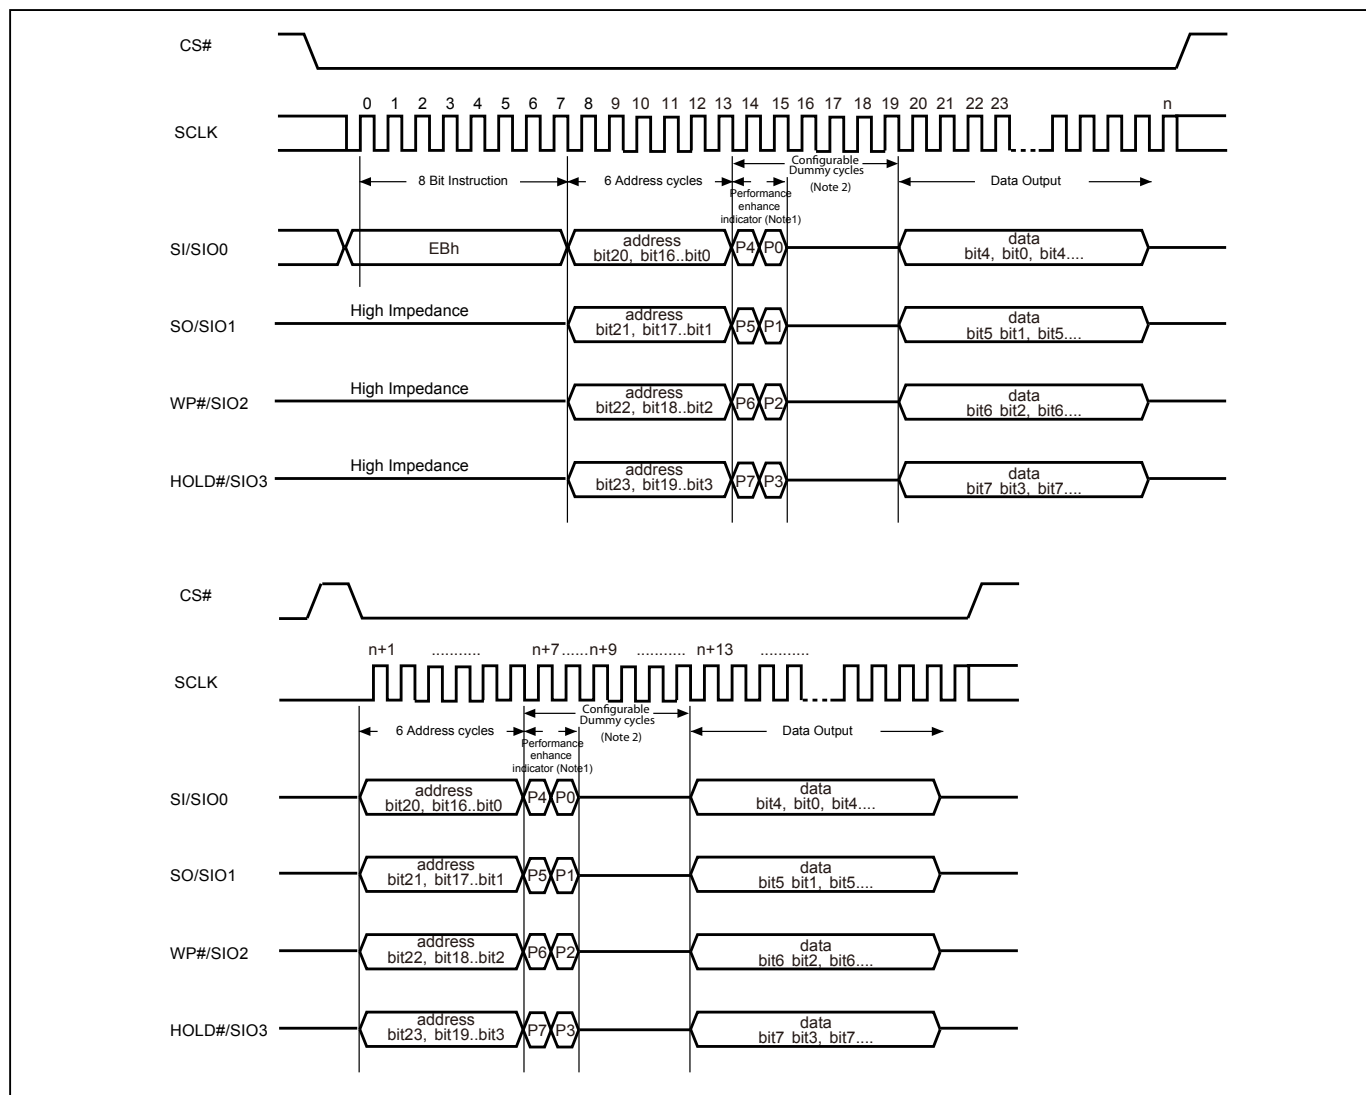 CS#
0 1 2 3 4 5 6 7 8 9 10 11 12 13 14 15 16 17 18 19 20 21 22 23 n
SCLK
8 Bit Instruction
6 Address cycles
Configurable
Dummy cycles
(Note 2)
Data Output
Performance
enhance
indicator (Note1)
SI/SIO0
EBh
address
bit20, bit16..bit0
P4 P0
data
bit4, bit0, bit4....
SO/SIO1
High Impedance
address
bit21, bit17..bit1
P5 P1
data
bit5 bit1, bit5....
WP#/SIO2
High Impedance
address
bit22, bit18..bit2
P6 P2
data
bit6 bit2, bit6....
HOLD#/SIO3
High Impedance
address
bit23, bit19..bit3
P7 P3
data
bit7 bit3, bit7....
CS#
n+1 ........... n+7......n+9 ........... n+13 ...........
SCLK
6 Address cycles
Configurable
Dummy cycles
(Note 2)
Data Output
Performance
enhance
indicator (Note1)
SI/SIO0
address
bit20, bit16..bit0
P4 P0
data
bit4, bit0, bit4....
SO/SIO1
address
bit21, bit17..bit1
P5 P1
data
bit5 bit1, bit5....
WP#/SIO2
address
bit22, bit18..bit2
P6 P2
data
bit6 bit2, bit6....
HOLD#/SIO3
address
bit23, bit19..bit3
P7 P3
data
bit7 bit3, bit7....